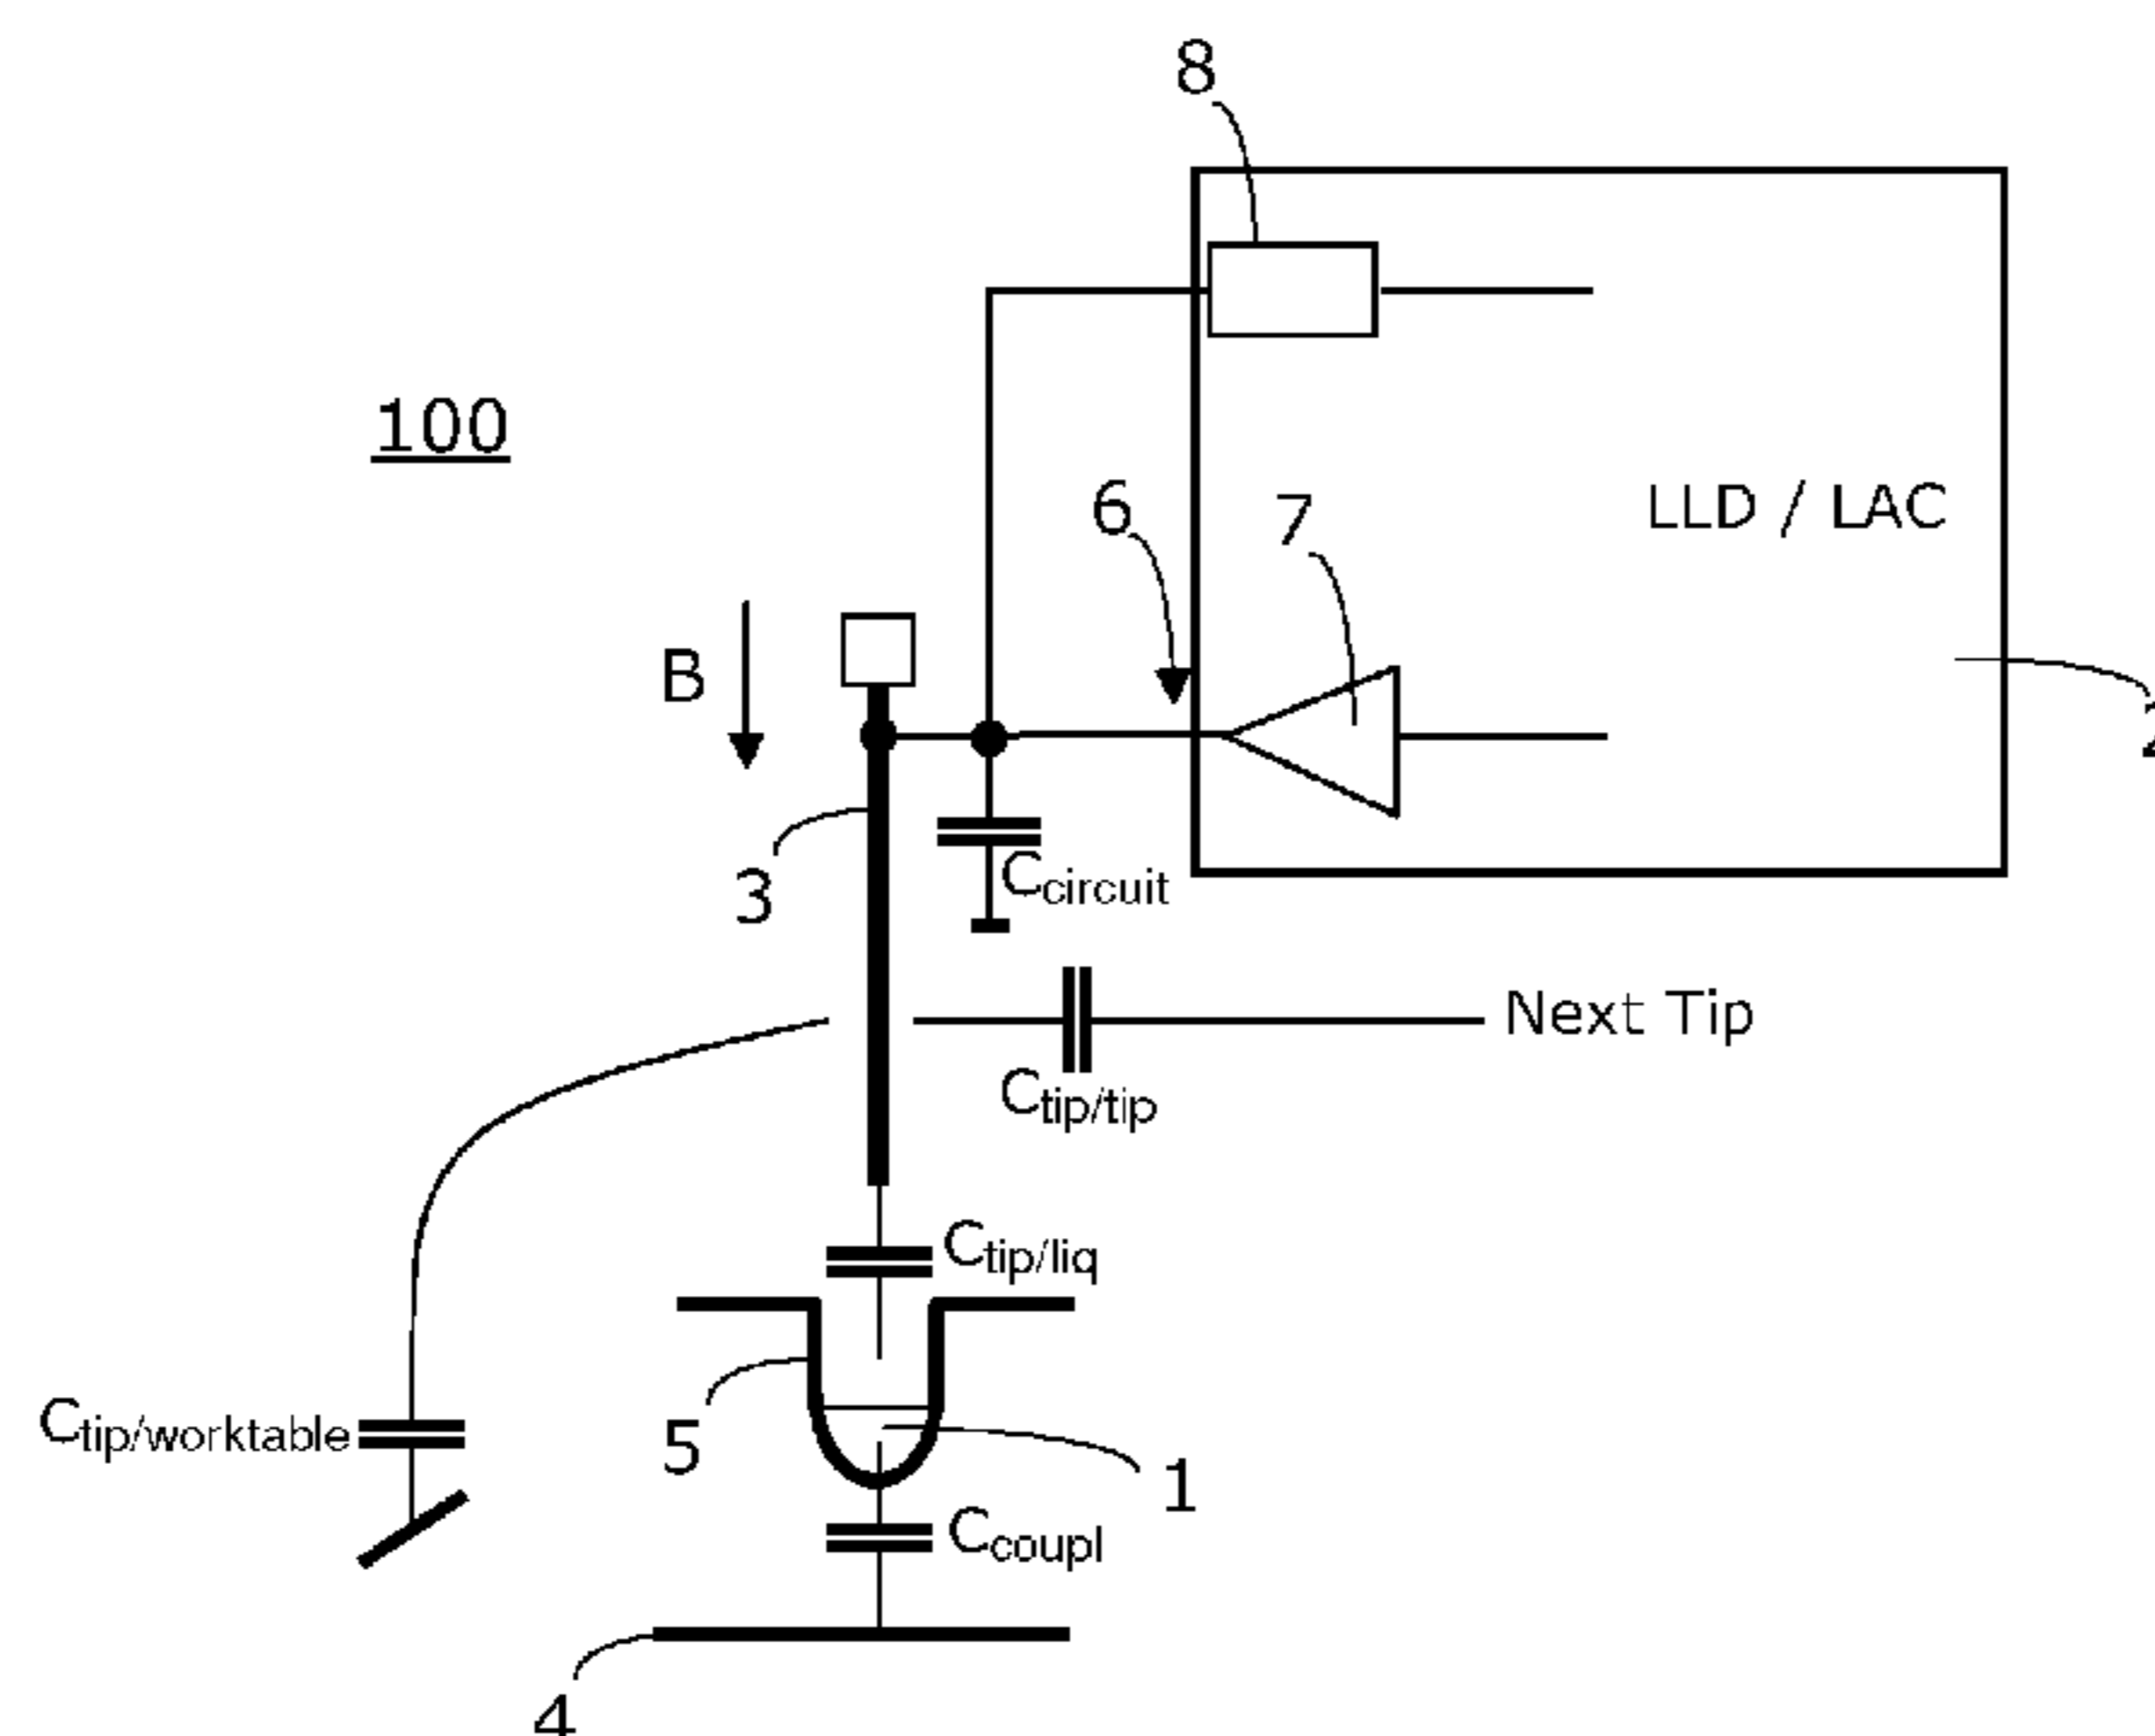 8
100
6
7
LLD / LAC
B
2
3
Ccircuit
Next Tip
Ctip/tip
Ctip/liq
Ctip/worktable
5
1
Ccoupl
4